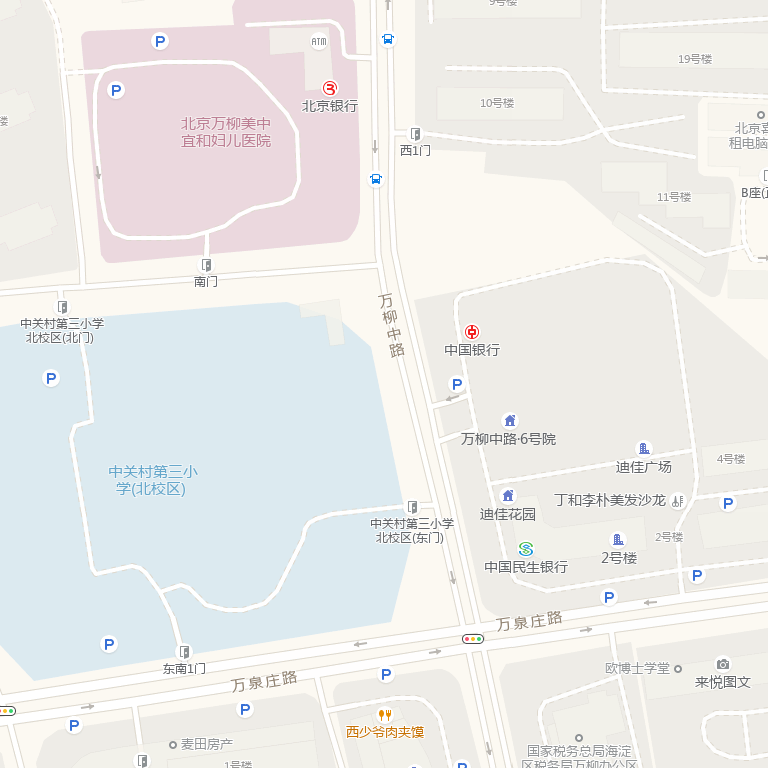 9号楼
P
ATM
19号楼
P
北京银行
10号楼
北京万柳美中
宜和妇儿医院
西1门
11号楼
南门
万柳中路
中关村第三小学
北校区(北门)
中国银行
P
P
万柳中路·6号院
迪佳广场
4号楼
中关村第三小
学(北校区)
丁和李朴美发沙龙
P
迪佳花园
中关村第三小学
北校区(东门)
2号楼
2号楼
中国民生银行
P
P
万泉庄路
P
东南1门
欧博士学堂
来悦图文
万泉庄路
P
P
P
西少爷肉夹馍
麦田房产
国家税务总局海淀
区税务局万柳办公区
1号楼
P